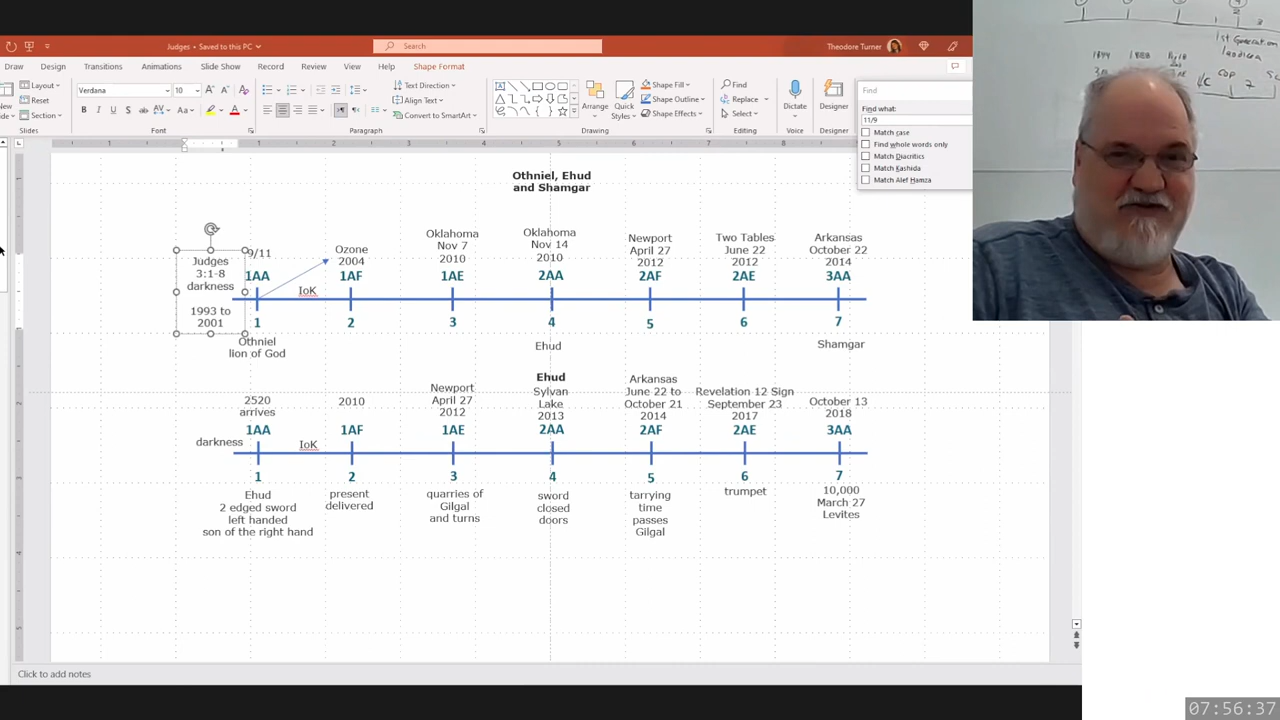 Judges • Saved to this PC
Search
Theodore Turner
Draw Design Transitions Animations Slide Show Record Review View Help Shape Format
Layout
Reset
Section
Slides
Verdana 10
B I U S
Font
Text Direction
Align Text
Convert to SmartArt
Paragraph
Arrange
Quick
Styles
Shape Fill
Shape Outline
Shape Effects
Drawing
Find
Replace
Select
Editing
Dictate
Voice
Designer
Designer
Find
Find what:
11/9
Match case
Find whole words only
Match Diacritics
Match Kashida
Match Alef Hamza
1st Generation
1888
COP
7
Othniel, Ehud
and Shamgar
Judges
3:1-8
darkness
1993 to
2001
9/11
1AA
1
Othniel
lion of God
IoK
Ozone
2004
1AF
2
Oklahoma
Nov 7
2010
1AE
3
Oklahoma
Nov 14
2010
2AA
4
Ehud
Newport
April 27
2012
2AF
5
Two Tables
June 22
2012
2AE
6
Arkansas
October 22
2014
3AA
7
Shamgar
Ehud
darkness
2520
arrives
1AA
1
Ehud
2 edged sword
left handed
son of the right hand
IoK
2010
1AF
2
present
delivered
Newport
April 27
2012
1AE
3
quarries of
Gilgal
and turns
Sylvan
Lake
2013
2AA
4
sword
closed
doors
Arkansas
June 22 to
October 21
2014
2AF
5
tarrying
time
passes
Gilgal
Revelation 12 Sign
September 23
2017
2AE
6
trumpet
October 13
2018
3AA
7
10,000
March 27
Levites
Click to add notes
07:56:37